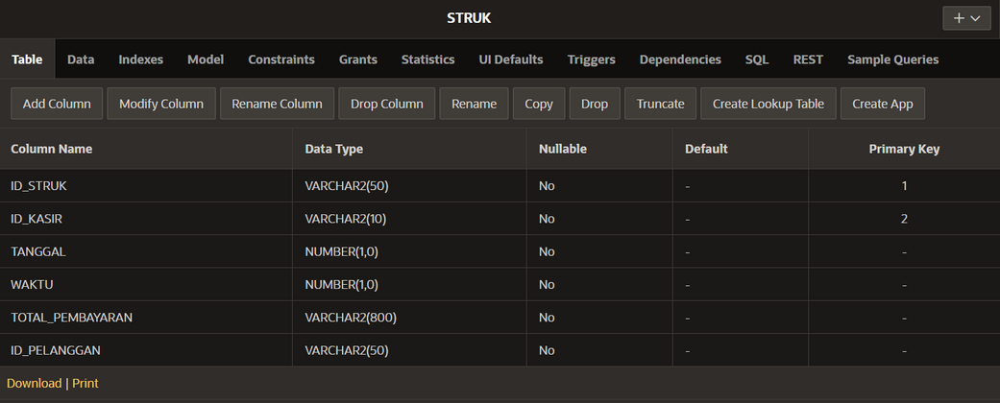 STRUK
Table Data Indexes Model Constraints Grants Statistics UI Defaults Triggers Dependencies SQL REST Sample Queries
Add Column Modify Column Rename Column Drop Column Rename Copy Drop Truncate Create Lookup Table Create App
Column Name Data Type Nullable Default Primary Key
ID_STRUK VARCHAR2(50) No - 1
ID_KASIR VARCHAR2(10) No - 2
TANGGAL NUMBER(1,0) No - -
WAKTU NUMBER(1,0) No - -
TOTAL_PEMBAYARAN VARCHAR2(800) No - -
ID_PELANGGAN VARCHAR2(50) No - -
Download | Print